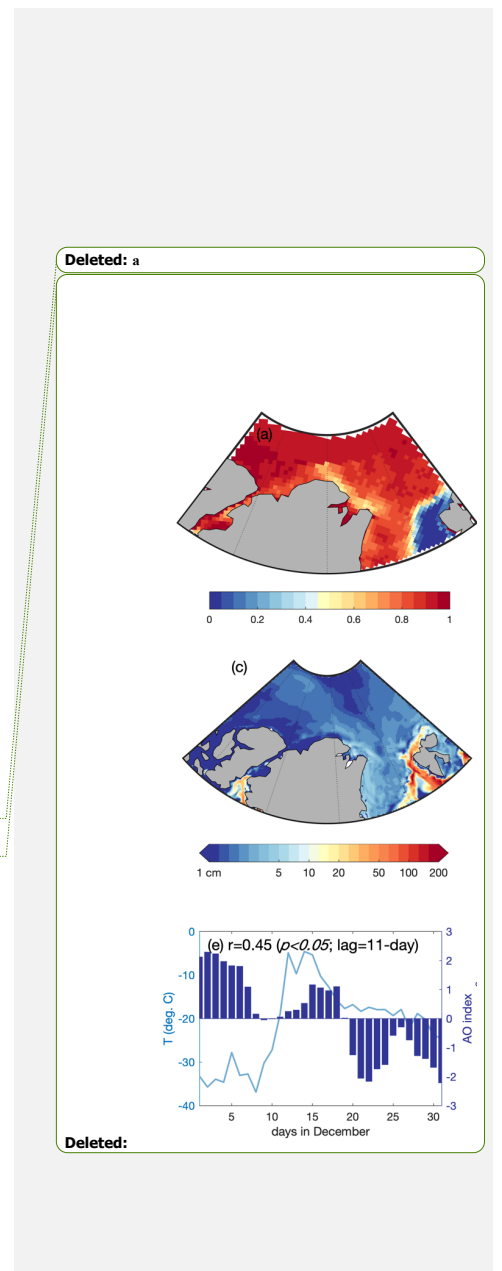 Deleted: a
(a)
0 0.2 0.4 0.6 0.8 1
(c)
1 cm 5 10 20 50 100 200
(e) r=0.45 (p<0.05; lag=11-day)
0
-10
-20
-30
-40
T (deg. C)
3
2
1
0
-1
-2
-3
AO index
5 10 15 20 25 30
days in December
Deleted: